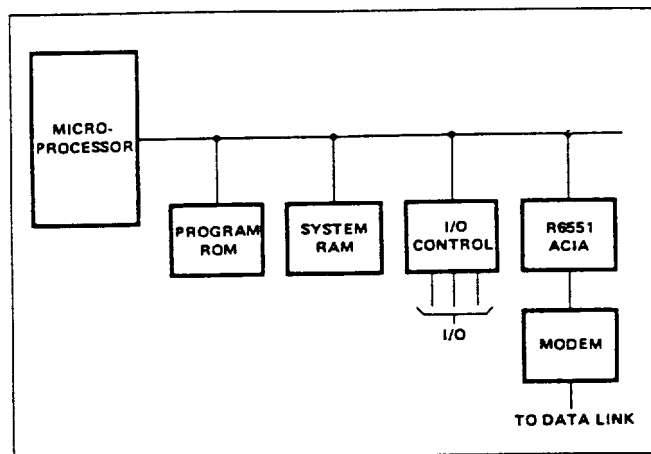 MICRO-
PROCESSOR
PROGRAM
ROM
SYSTEM
RAM
I/O
CONTROL
R6551
ACIA
I/O
MODEM
TO DATA LINK